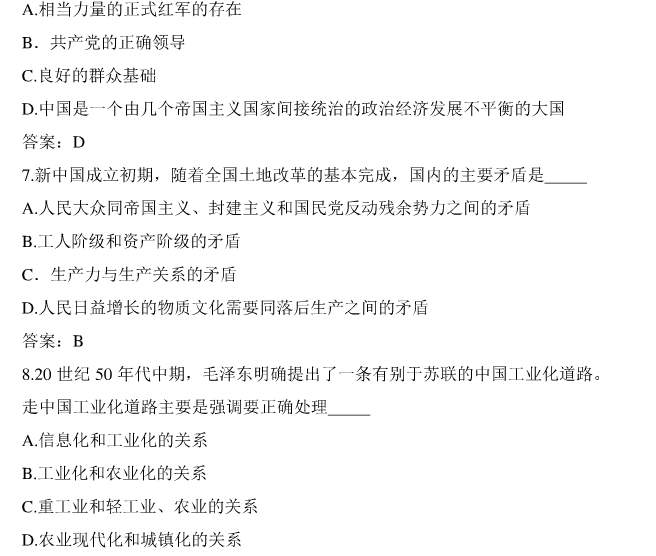 A.相当力量的正式红军的存在
B．共产党的正确领导
C.良好的群众基础
D.中国是一个由几个帝国主义国家间接统治的政治经济发展不平衡的大国
答案：D
7.新中国成立初期，随着全国土地改革的基本完成，国内的主要矛盾是_____
A.人民大众同帝国主义、封建主义和国民党反动残余势力之间的矛盾
B.工人阶级和资产阶级的矛盾
C．生产力与生产关系的矛盾
D.人民日益增长的物质文化需要同落后生产之间的矛盾
答案：B
8.20 世纪 50 年代中期，毛泽东明确提出了一条有别于苏联的中国工业化道路。
走中国工业化道路主要是强调要正确处理_____
A.信息化和工业化的关系
B.工业化和农业化的关系
C.重工业和轻工业、农业的关系
D.农业现代化和城镇化的关系